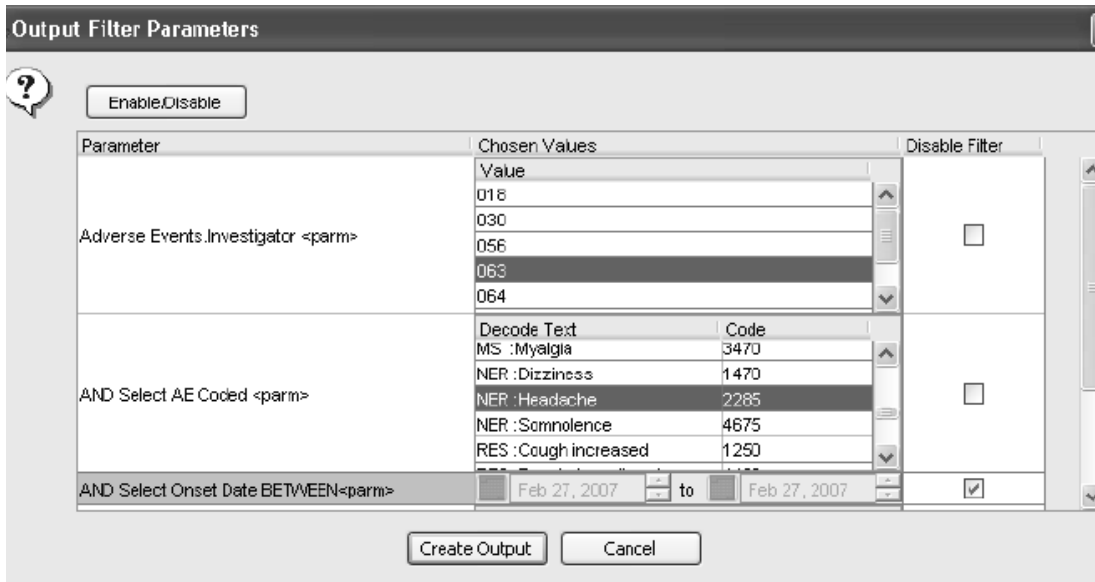 Output Filter Parameters
?
Enable/Disable
Parameter Chosen Values Disable Filter
Value
018
030
Adverse Events.Investigator <parm>
056
063
064
Decode Text Code
MS :Myalgia 3470
NER :Dizziness 1470
AND Select AE Coded <parm>
NER :Headache 2285
NER :Somnolence 4675
RES :Cough increased 1250
AND Select Onset Date BETWEEN<parm> Feb 27, 2007 to Feb 27, 2007
Create Output Cancel